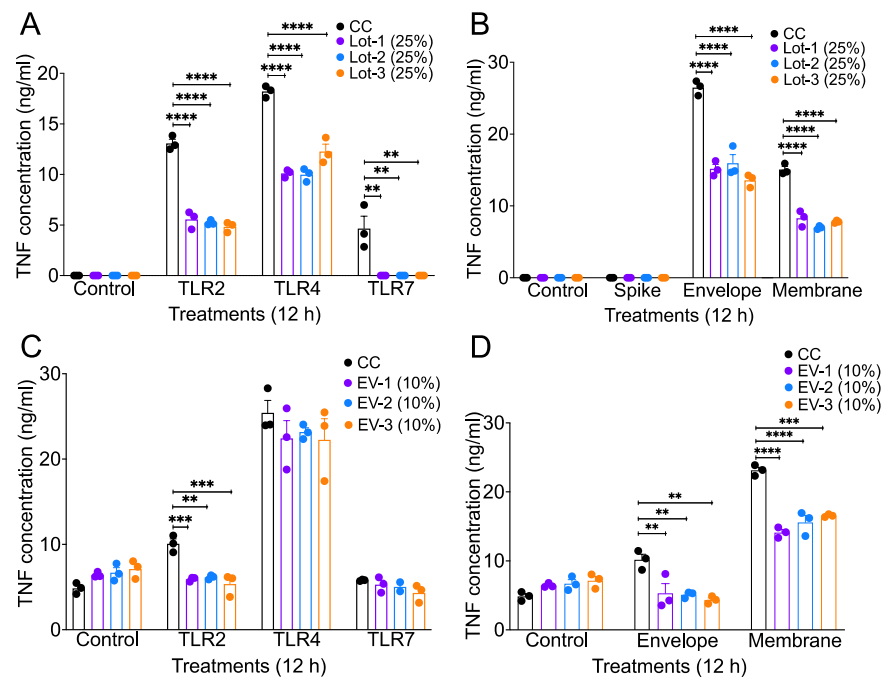 A
CC
Lot-1 (25%)
Lot-2 (25%)
Lot-3 (25%)
TNF concentration (ng/ml)
20
15
10
5
0
****
****
****
****
****
****
**
**
**
Control TLR2 TLR4 TLR7
Treatments (12 h)
B
CC
Lot-1 (25%)
Lot-2 (25%)
Lot-3 (25%)
TNF concentration (ng/ml)
30
20
10
0
****
****
****
****
****
****
Control Spike Envelope Membrane
Treatments (12 h)
C
CC
EV-1 (10%)
EV-2 (10%)
EV-3 (10%)
TNF concentration (ng/ml)
30
20
10
0
***
**
***
Control TLR2 TLR4 TLR7
Treatments (12 h)
D
CC
EV-1 (10%)
EV-2 (10%)
EV-3 (10%)
TNF concentration (ng/ml)
30
20
10
0
**
**
**
***
****
****
Control Envelope Membrane
Treatments (12 h)